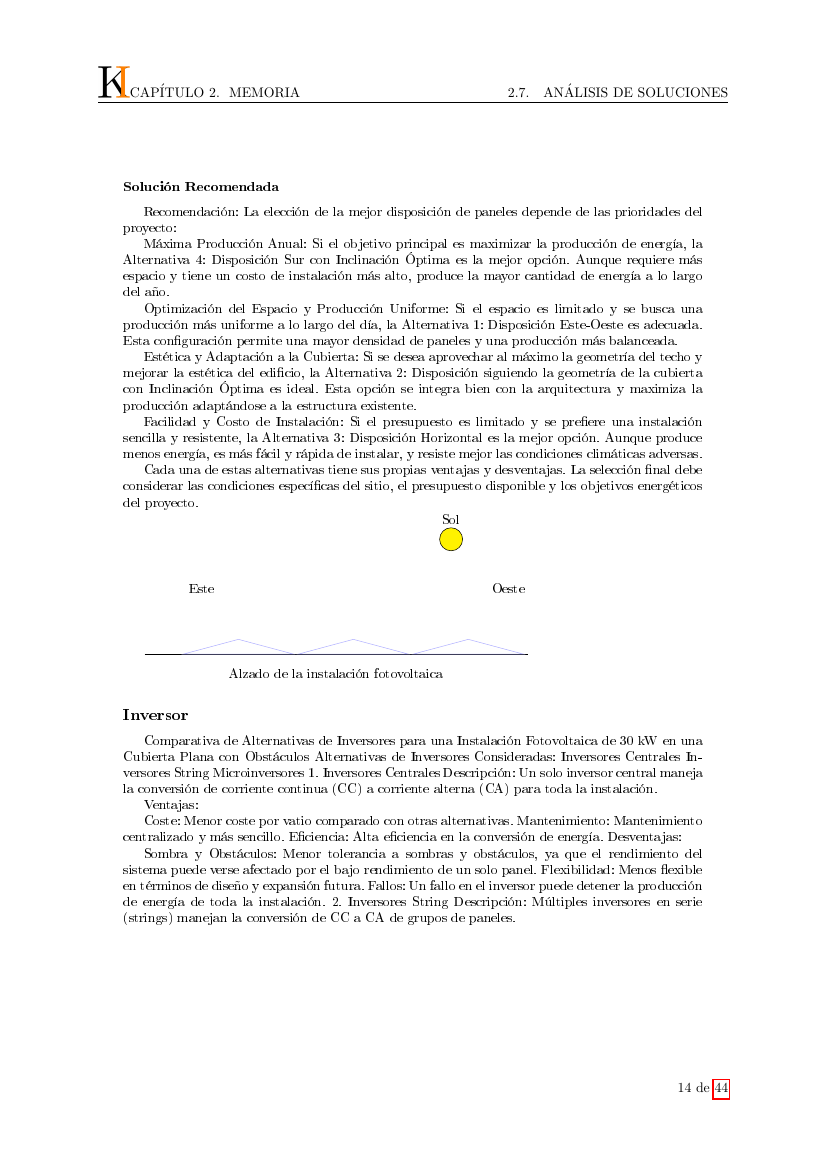 KI CAPÍTULO 2. MEMORIA 2.7. ANÁLISIS DE SOLUCIONES
Solución Recomendada
Recomendación: La elección de la mejor disposición de paneles depende de las prioridades del
proyecto:
Máxima Producción Anual: Si el objetivo principal es maximizar la producción de energía, la
Alternativa 4: Disposición Sur con Inclinación Óptima es la mejor opción. Aunque requiere más
espacio y tiene un costo de instalación más alto, produce la mayor cantidad de energía a lo largo
del año.
Optimización del Espacio y Producción Uniforme: Si el espacio es limitado y se busca una
producción más uniforme a lo largo del día, la Alternativa 1: Disposición Este-Oeste es adecuada.
Esta configuración permite una mayor densidad de paneles y una producción más balanceada.
Estética y Adaptación a la Cubierta: Si se desea aprovechar al máximo la geometría del techo y
mejorar la estética del edificio, la Alternativa 2: Disposición siguiendo la geometría de la cubierta
con Inclinación Óptima es ideal. Esta opción se integra bien con la arquitectura y maximiza la
producción adaptándose a la estructura existente.
Facilidad y Costo de Instalación: Si el presupuesto es limitado y se prefiere una instalación
sencilla y resistente, la Alternativa 3: Disposición Horizontal es la mejor opción. Aunque produce
menos energía, es más fácil y rápida de instalar, y resiste mejor las condiciones climáticas adversas.
Cada una de estas alternativas tiene sus propias ventajas y desventajas. La selección final debe
considerar las condiciones específicas del sitio, el presupuesto disponible y los objetivos energéticos
del proyecto.
Sol
Este Oeste
Alzado de la instalación fotovoltaica
Inversor
Comparativa de Alternativas de Inversores para una Instalación Fotovoltaica de 30 kW en una
Cubierta Plana con Obstáculos Alternativas de Inversores Consideradas: Inversores Centrales In-
versores String Microinversores 1. Inversores Centrales Descripción: Un solo inversor central maneja
la conversión de corriente continua (CC) a corriente alterna (CA) para toda la instalación.
Ventajas:
Coste: Menor coste por vatio comparado con otras alternativas. Mantenimiento: Mantenimiento
centralizado y más sencillo. Eficiencia: Alta eficiencia en la conversión de energía. Desventajas:
Sombra y Obstáculos: Menor tolerancia a sombras y obstáculos, ya que el rendimiento del
sistema puede verse afectado por el bajo rendimiento de un solo panel. Flexibilidad: Menos flexible
en términos de diseño y expansión futura. Fallos: Un fallo en el inversor puede detener la producción
de energía de toda la instalación. 2. Inversores String Descripción: Múltiples inversores en serie
(strings) manejan la conversión de CC a CA de grupos de paneles.
14 de 44